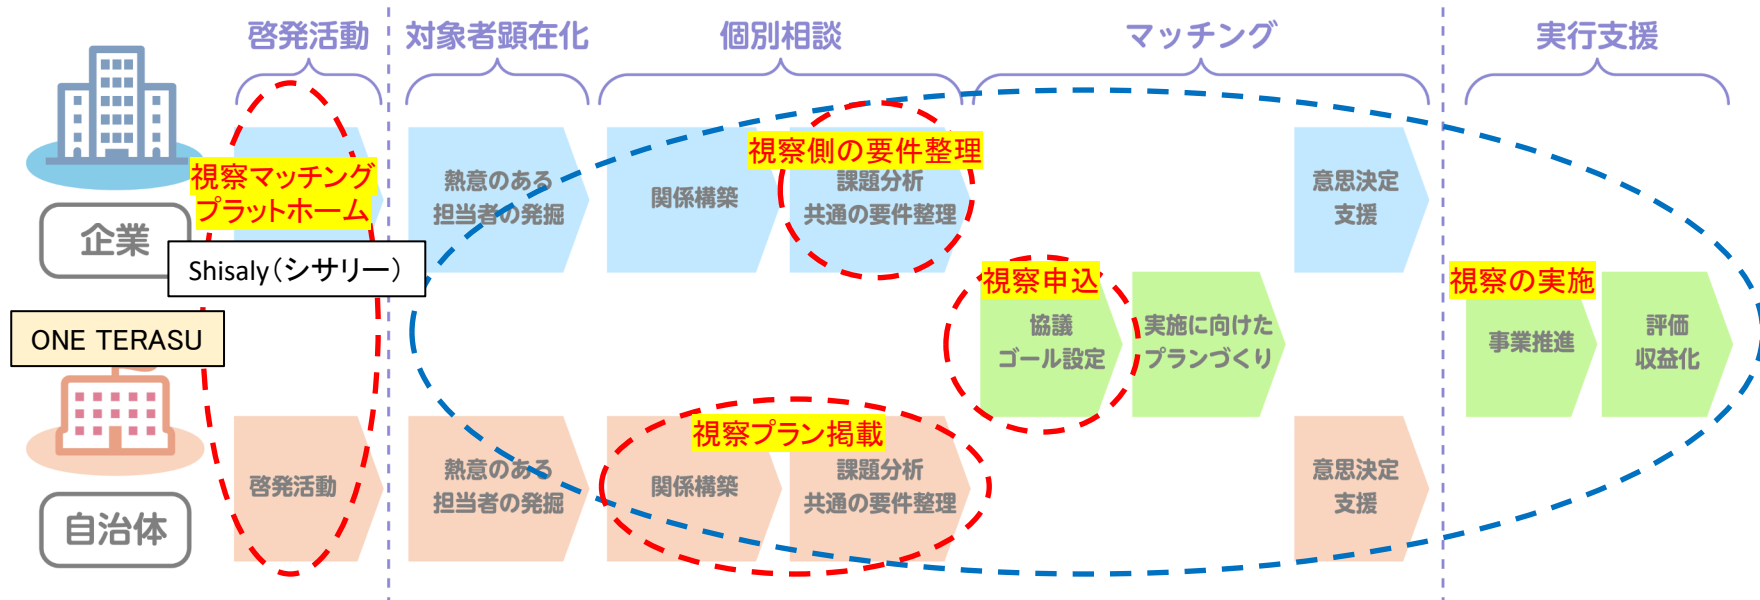 啓発活動
対象者顕在化
個別相談
マッチング
実行支援
視察マッチング
プラットホーム
熱意のある
担当者の発掘
関係構築
視察側の要件整理
課題分析
共通の要件整理
意思決定
支援
企業
Shisaly(シサリー)
ONE TERASU
視察申込
協議
ゴール設定
実施に向けた
プランづくり
視察の実施
事業推進
評価
収益化
視察プラン掲載
啓発活動
熱意のある
担当者の発掘
関係構築
課題分析
共通の要件整理
意思決定
支援
自治体